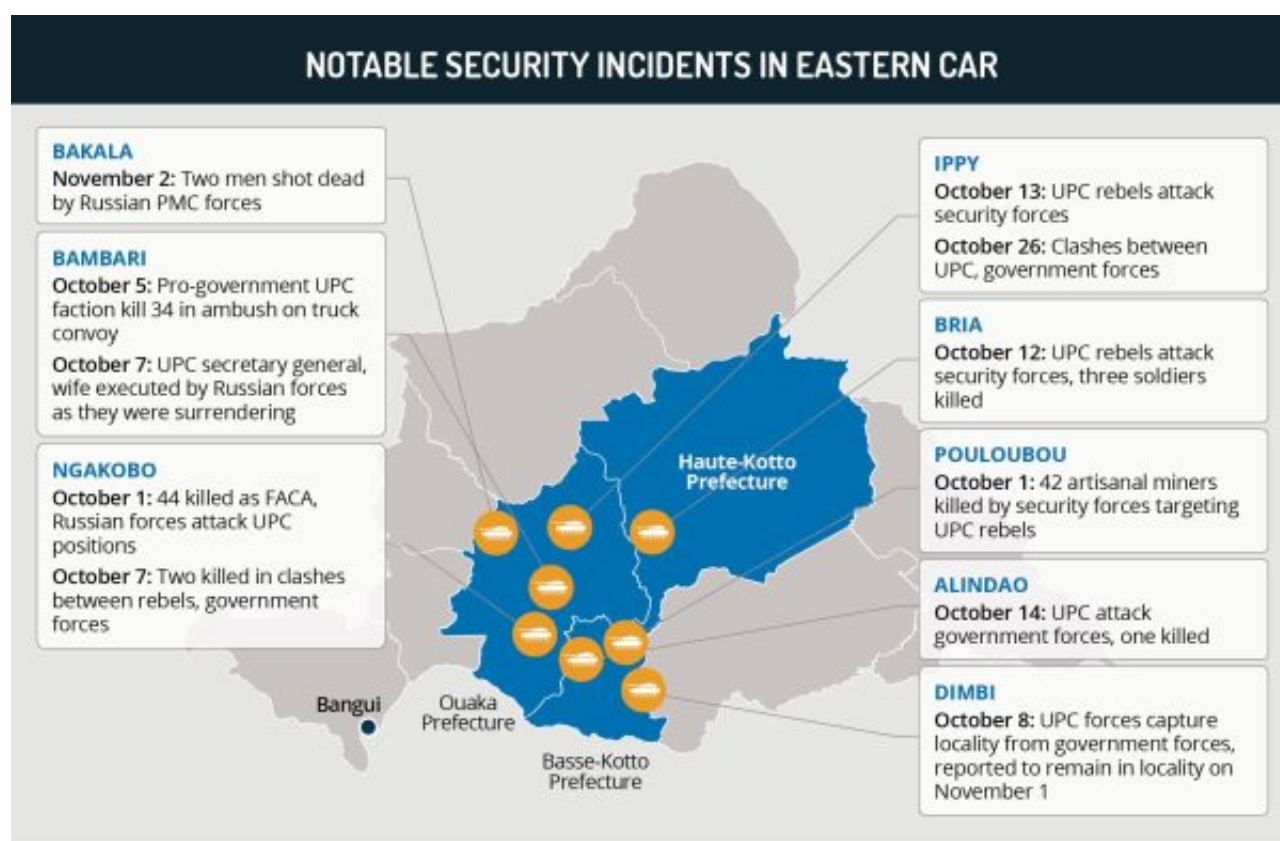 NOTABLE SECURITY INCIDENTS IN EASTERN CAR
BAKALA
November 2: Two men shot dead
by Russian PMC forces
BAMBARI
October 5: Pro-government UPC
faction kill 34 in ambush on truck
convoy
October 7: UPC secretary general,
wife executed by Russian forces
as they were surrendering
NGAKOBO
October 1: 44 killed as FACA,
Russian forces attack UPC
positions
October 7: Two killed in clashes
between rebels, government
forces
IPPY
October 13: UPC rebels attack
security forces
October 26: Clashes between
UPC, government forces
BRIA
October 12: UPC rebels attack
security forces, three soldiers
killed
POULOUBOU
October 1: 42 artisanal miners
killed by security forces targeting
UPC rebels
ALINDAO
October 14: UPC attack
government forces, one killed
DIMBI
October 8: UPC forces capture
locality from government forces,
reported to remain in locality on
November 1
Haute-Kotto
Prefecture
Bangui
Ouaka
Prefecture
Basse-Kotto
Prefecture